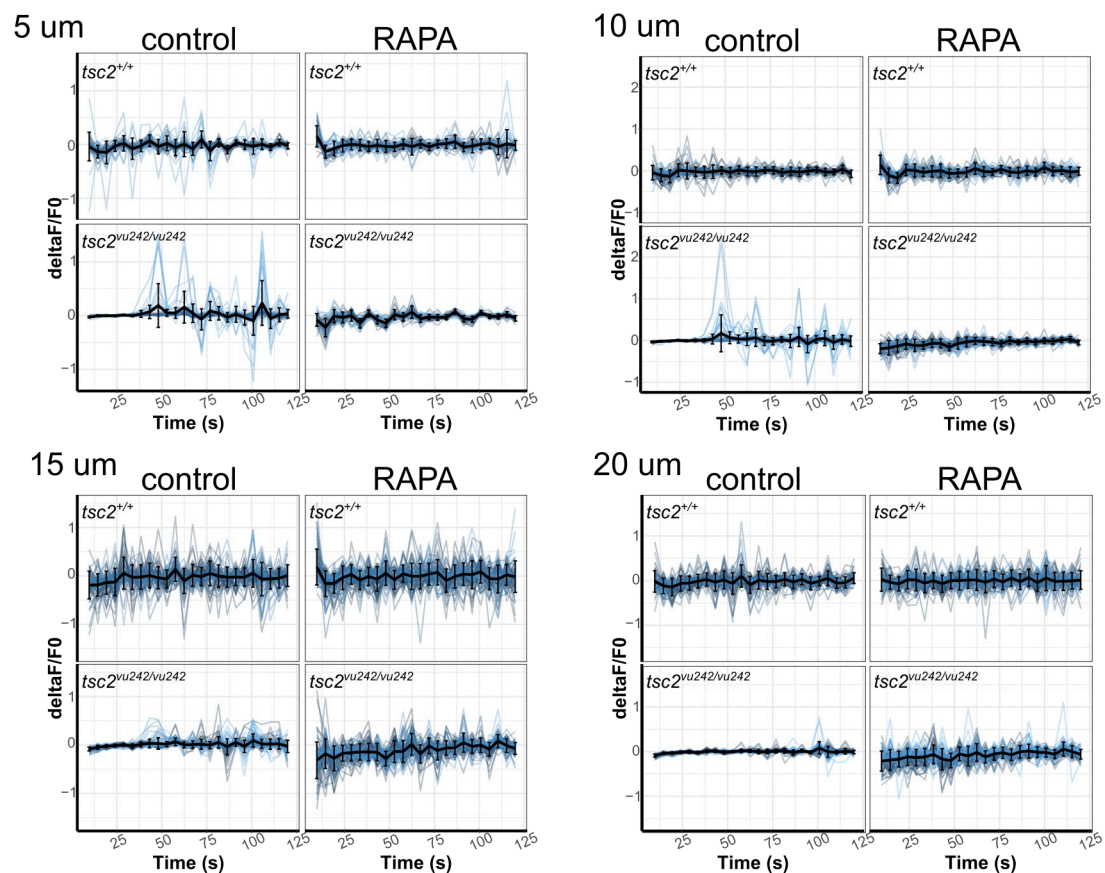 5 um
control RAPA
tsc2+/+ tsc2+/+
1
0
−1
tsc2vu242/vu242 tsc2vu242/vu242
1
0
−1
deltaF/F0
25 50 75 100 125 25 50 75 100 125
Time (s) Time (s)
10 um
control RAPA
tsc2+/+ tsc2+/+
2
1
0
−1
tsc2vu242/vu242 tsc2vu242/vu242
2
1
0
−1
deltaF/F0
25 50 75 100 125 25 50 75 100 125
Time (s) Time (s)
15 um
control RAPA
tsc2+/+ tsc2+/+
1
0
−1
tsc2vu242/vu242 tsc2vu242/vu242
1
0
−1
deltaF/F0
25 50 75 100 125 25 50 75 100 125
Time (s) Time (s)
20 um
control RAPA
tsc2+/+ tsc2+/+
1
0
−1
tsc2vu242/vu242 tsc2vu242/vu242
1
0
−1
deltaF/F0
25 50 75 100 125 25 50 75 100 125
Time (s) Time (s)